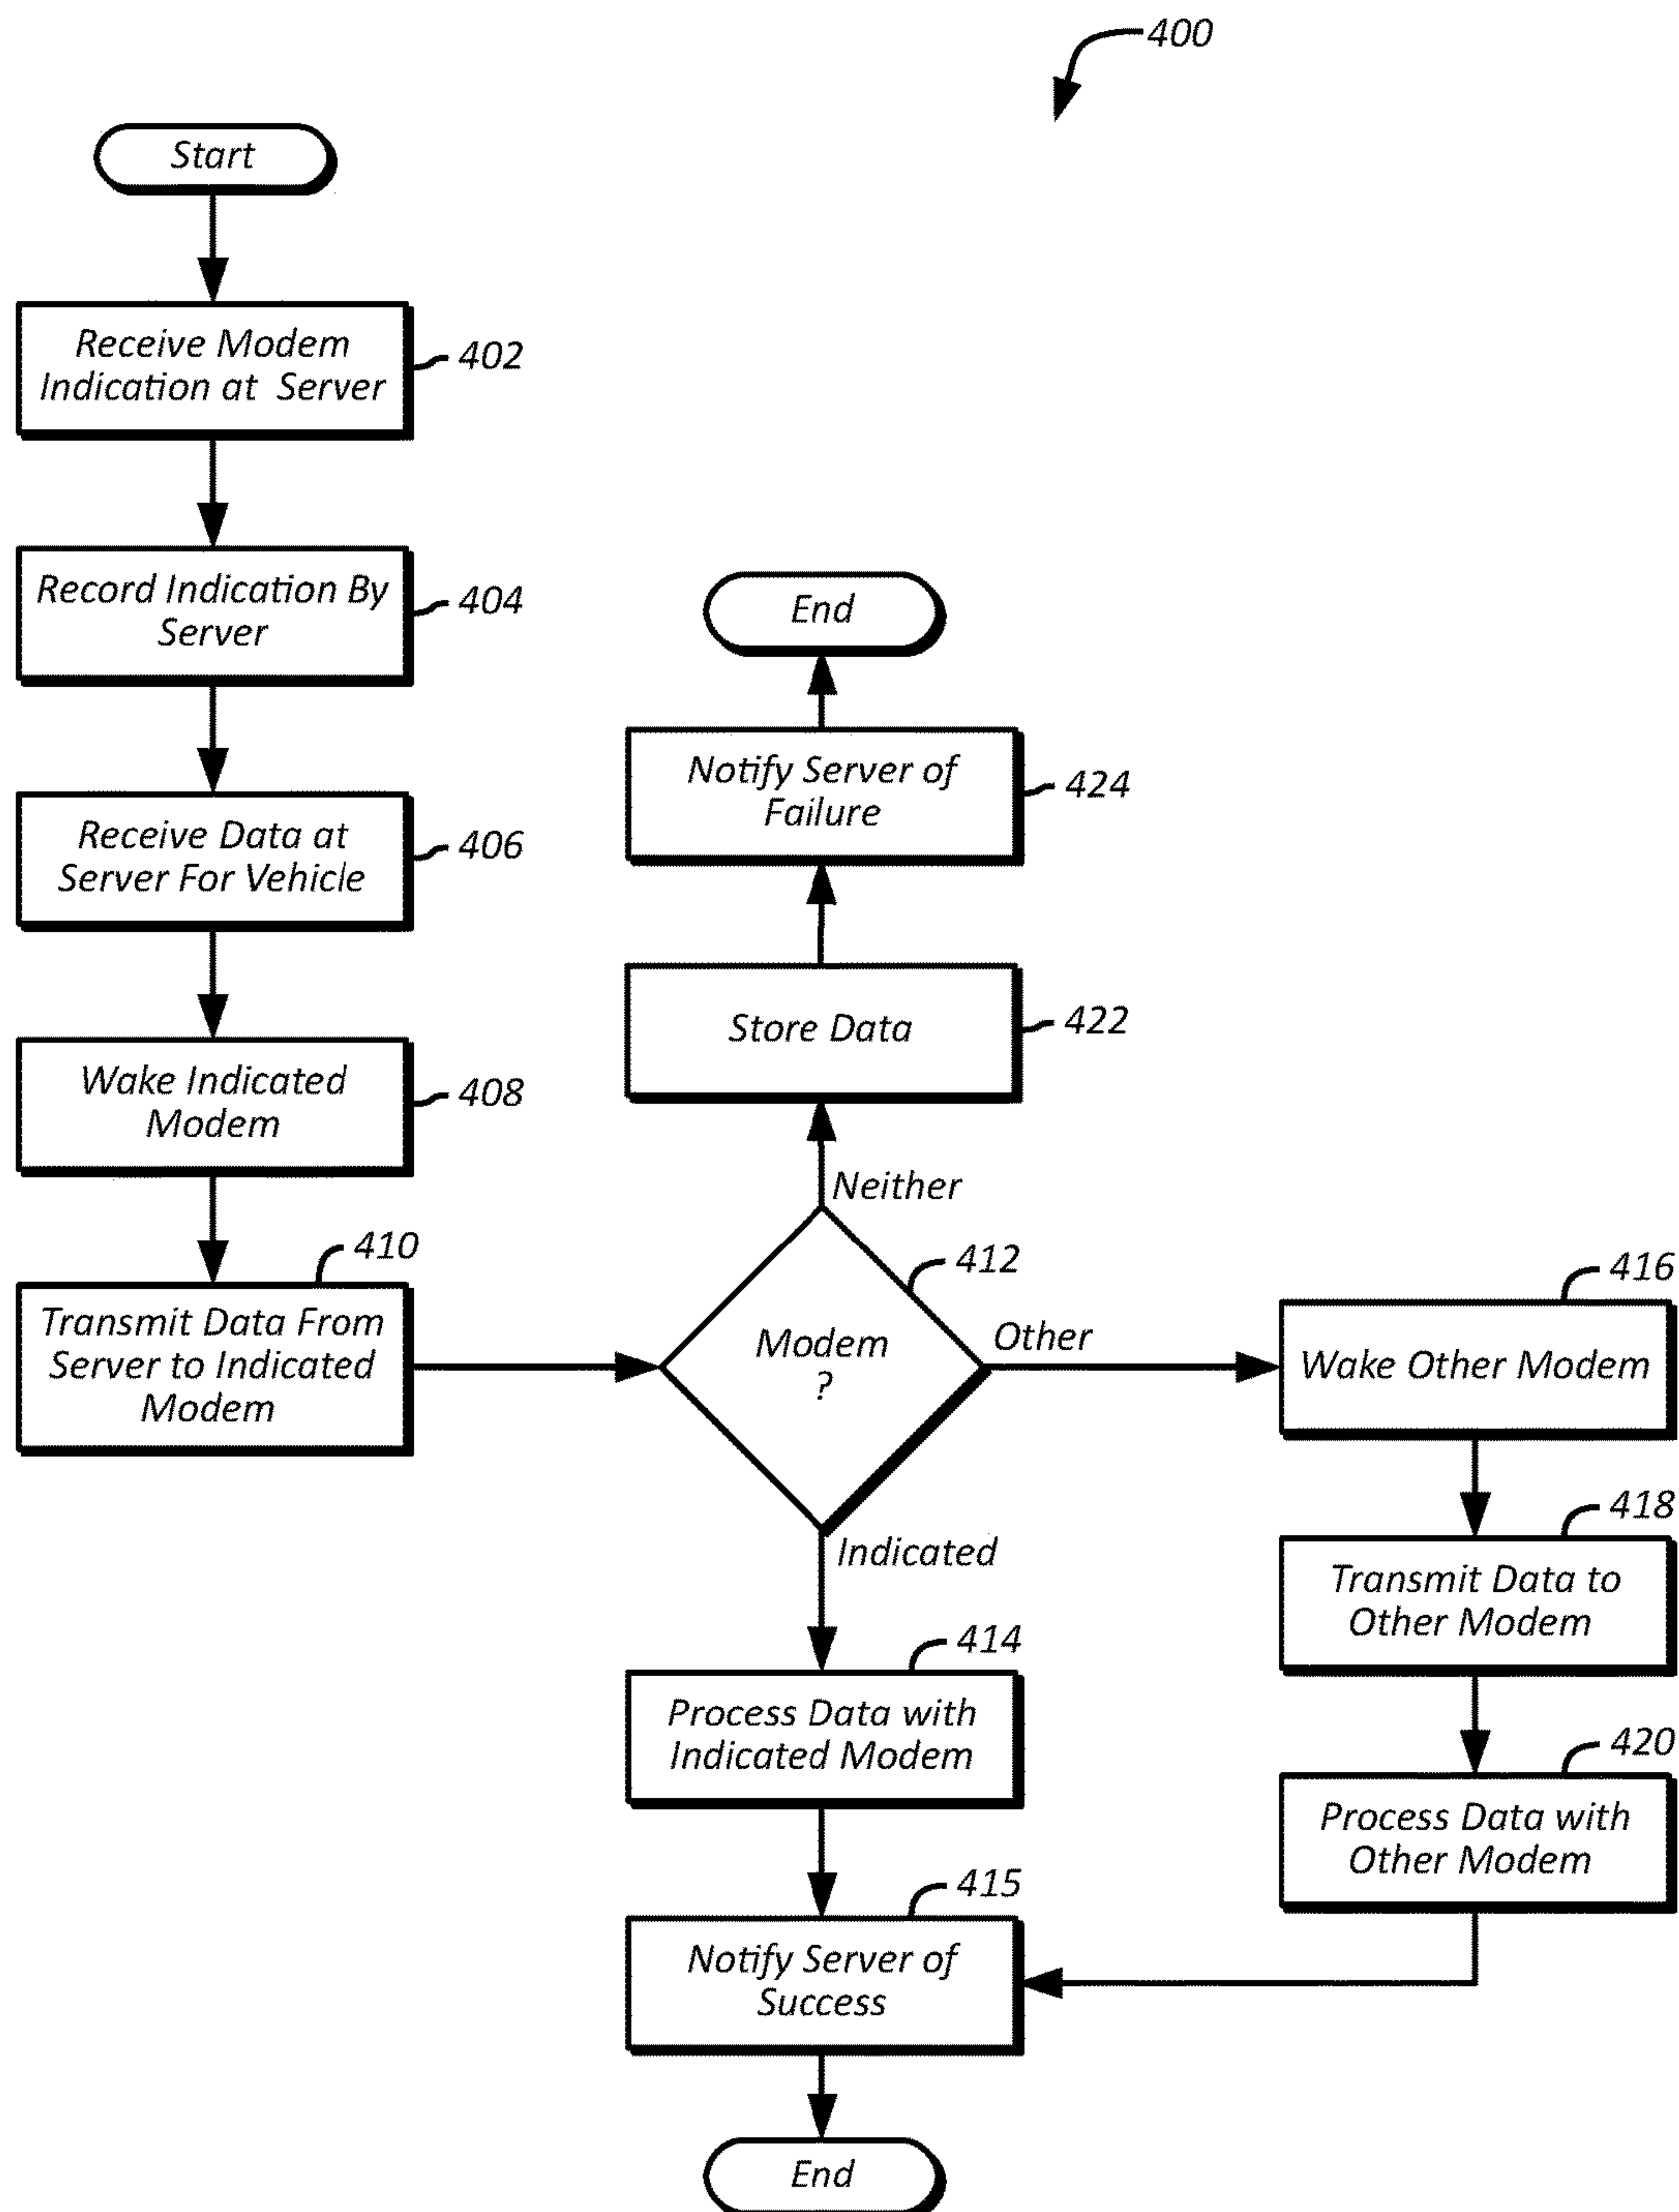 400
Start
Receive Modem
Indication at Server
402
Record Indication By
Server
404
Receive Data at
Server For Vehicle
406
Wake Indicated
Modem
408
410
Transmit Data From
Server to Indicated
Modem
End
Notify Server of
Failure
424
Store Data
422
Neither
412
Modem
?
Other
Indicated
416
Wake Other Modem
418
Transmit Data to
Other Modem
420
Process Data with
Other Modem
414
Process Data with
Indicated Modem
415
Notify Server of
Success
End